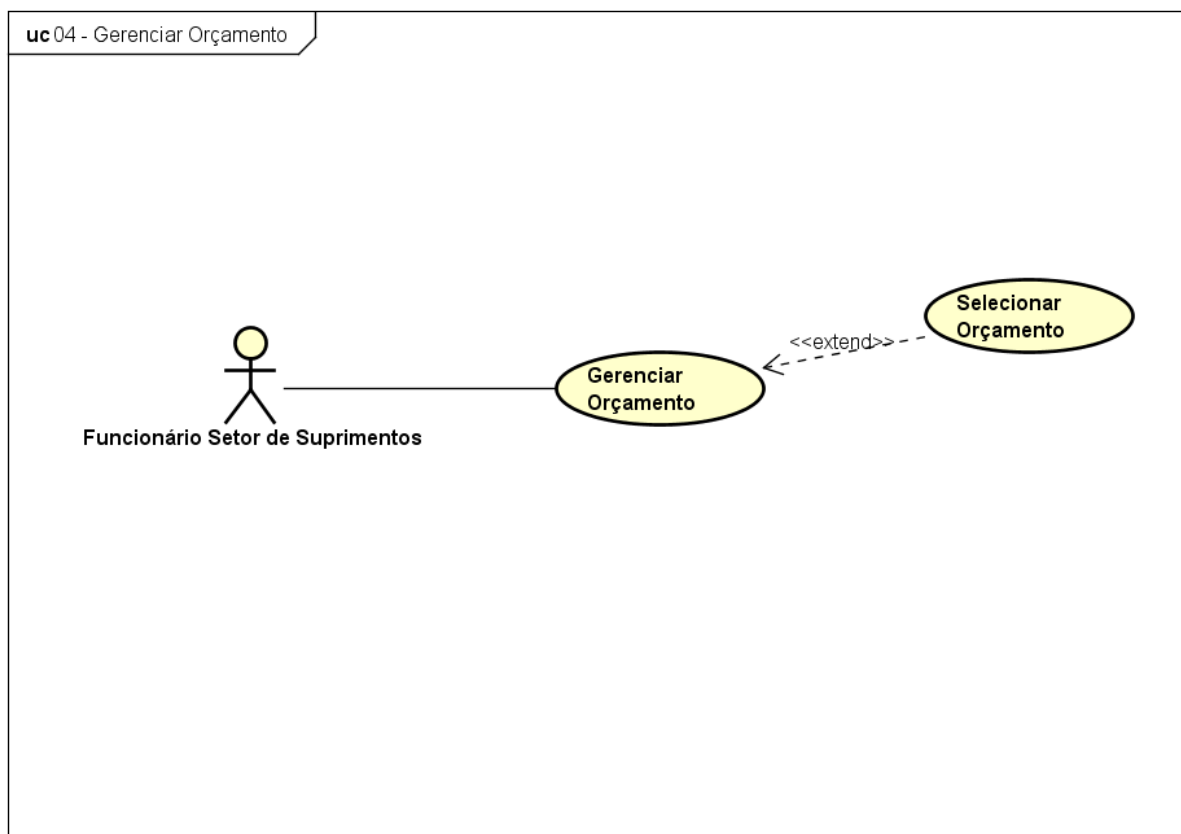 uc 04 - Gerenciar Orçamento
Selecionar
Orçamento
<<extend>>
Gerenciar
Orçamento
Funcionário Setor de Suprimentos